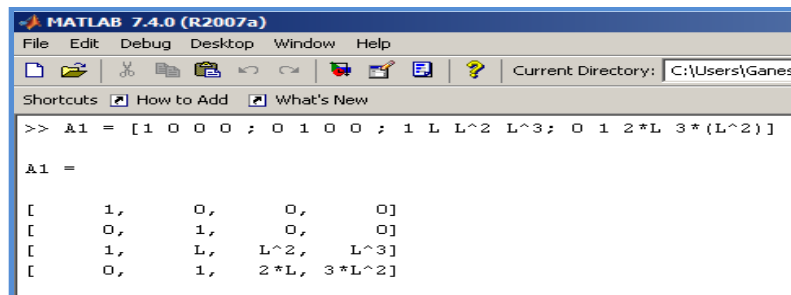 MATLAB 7.4.0 (R2007a)
File Edit Debug Desktop Window Help
Current Directory: C:\Users\Ganes
Shortcuts How to Add What's New
>> A1 = [1 0 0 0 ; 0 1 0 0 ; 1 L L^2 L^3; 0 1 2*L 3*(L^2)]
A1 =
[ 1, 0, 0, 0]
[ 0, 1, 0, 0]
[ 1, L, L^2, L^3]
[ 0, 1, 2*L, 3*L^2]